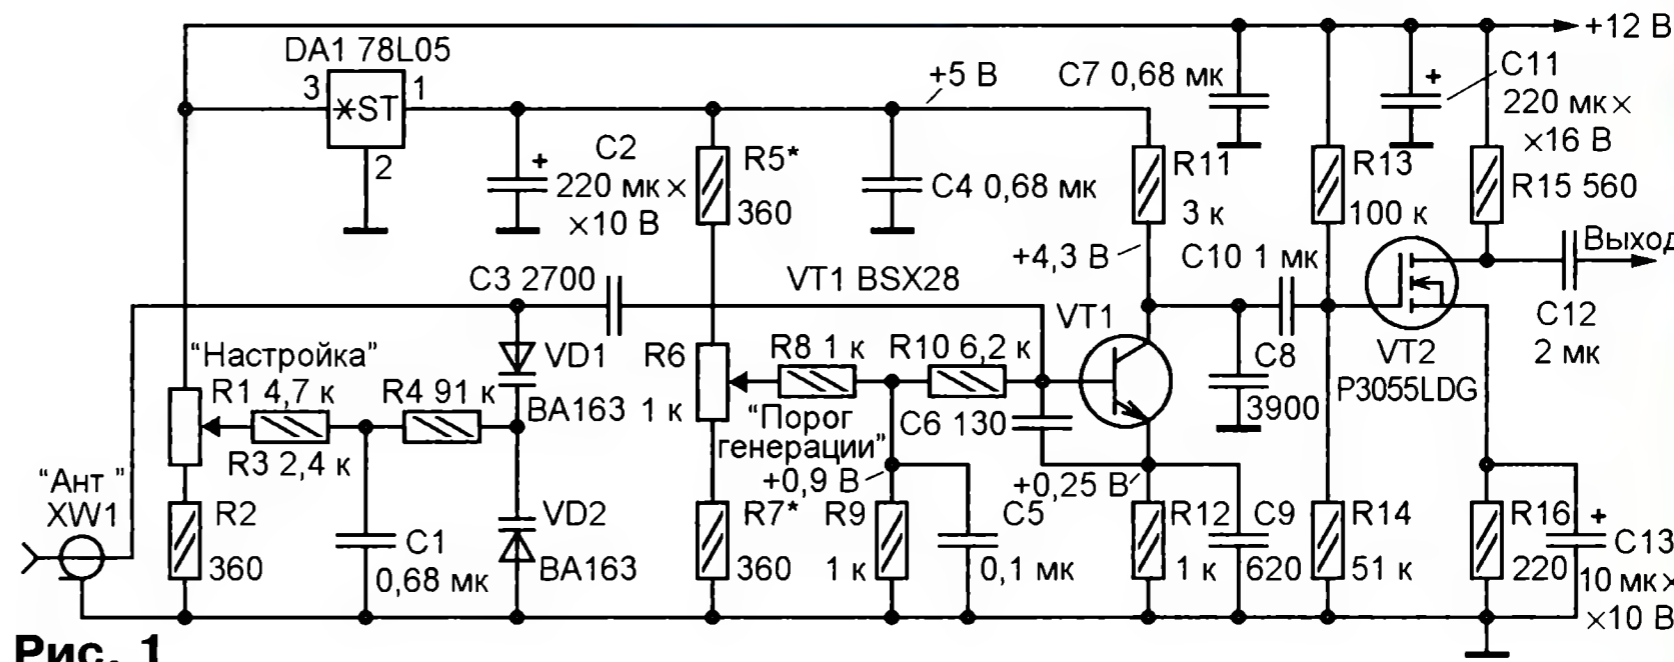 +12 В
DA1 78L05
3
1
*ST
2
+5 В
C7 0,68 мк
+
C11
220 мк ×
×16 В
+
C2
220 мк ×
×10 В
R5*
360
C4 0,68 мк
R11
3 к
R13
100 к
R15 560
+4,3 В
C10 1 мк
Выход
C3 2700
VT1 BSX28
VT1
C12
2 мк
"Настройка"
R1 4,7 к
R4 91 к
VD1
BA163
R6
1 к
R8 1 к
R10 6,2 к
C8
3900
VT2
P3055LDG
R3 2,4 к
"Порог
генерации"
C6 130
+0,9 В
+0,25 В
"Ант "
XW1
R2
360
C1
0,68 мк
VD2
BA163
R7*
360
R9
1 к
C5
0,1 мк
R12
1 к
C9
620
R14
51 к
R16
220
+
C13
10 мк ×
×10 В
Рис. 1